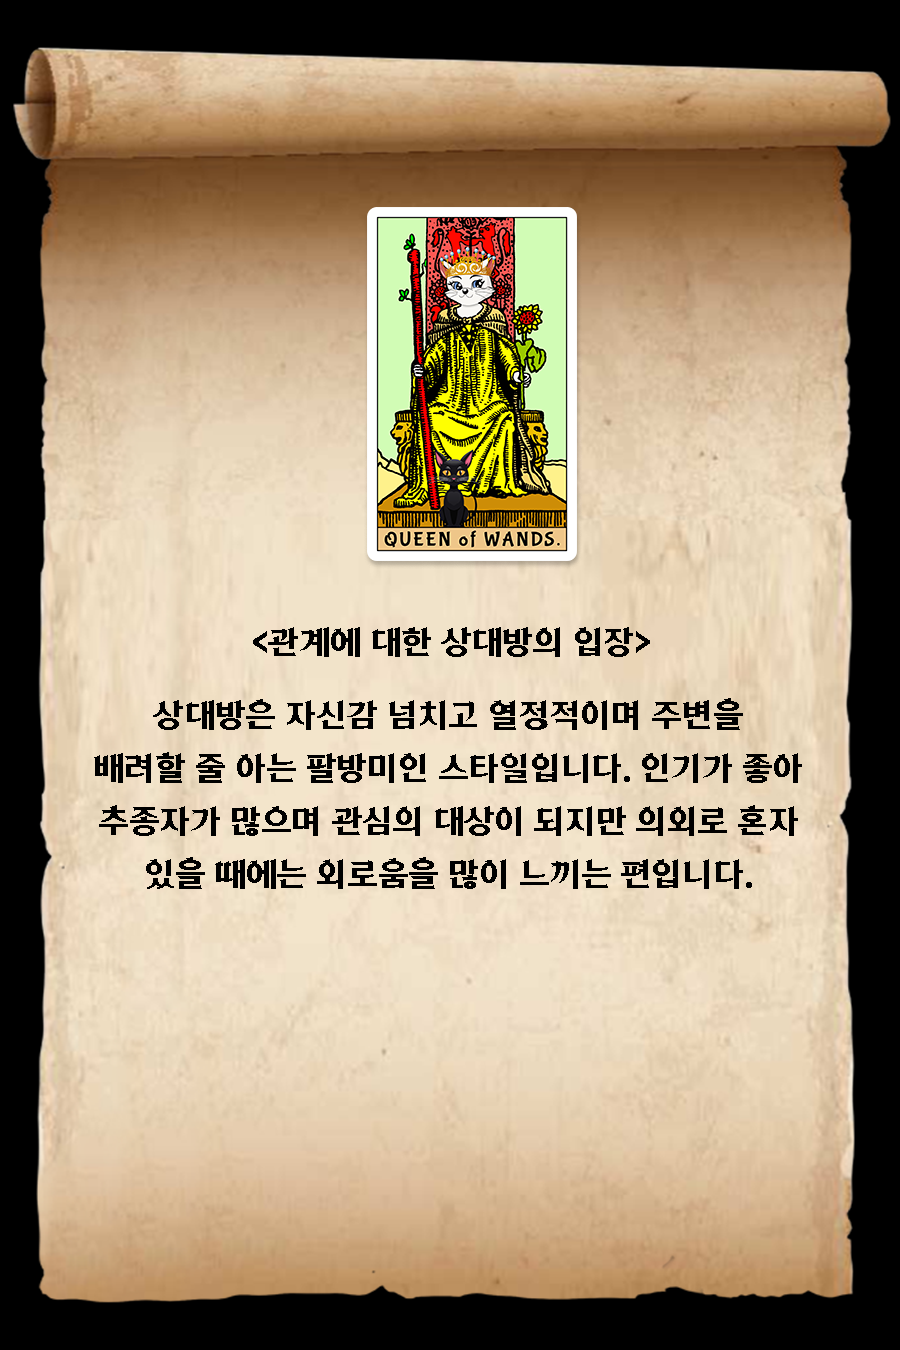 QUEEN of WANDS.
<관계에 대한 상대방의 입장>
상대방은 자신감 넘치고 열정적이며 주변을
배려할 줄 아는 팔방미인 스타일입니다. 인기가 좋아
추종자가 많으며 관심의 대상이 되지만 의외로 혼자
있을 때에는 외로움을 많이 느끼는 편입니다.